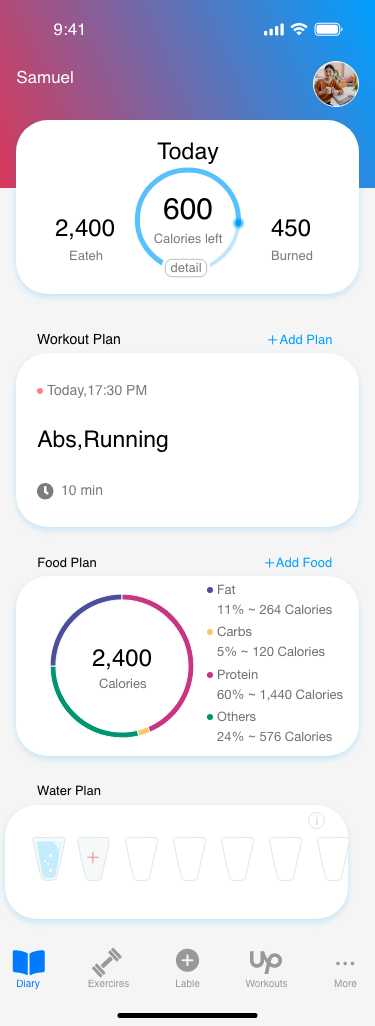 9:41
Samuel
Today
2,400
Eateh
600
Calories left
detail
450
Burned
Workout Plan
+Add Plan
Today,17:30 PM
Abs,Running
10 min
Food Plan
+Add Food
2,400
Calories
Fat
11% ~ 264 Calories
Carbs
5% ~ 120 Calories
Protein
60% ~ 1,440 Calories
Others
24% ~ 576 Calories
Water Plan
Diary
Exercires
Lable
Up
Workouts
More